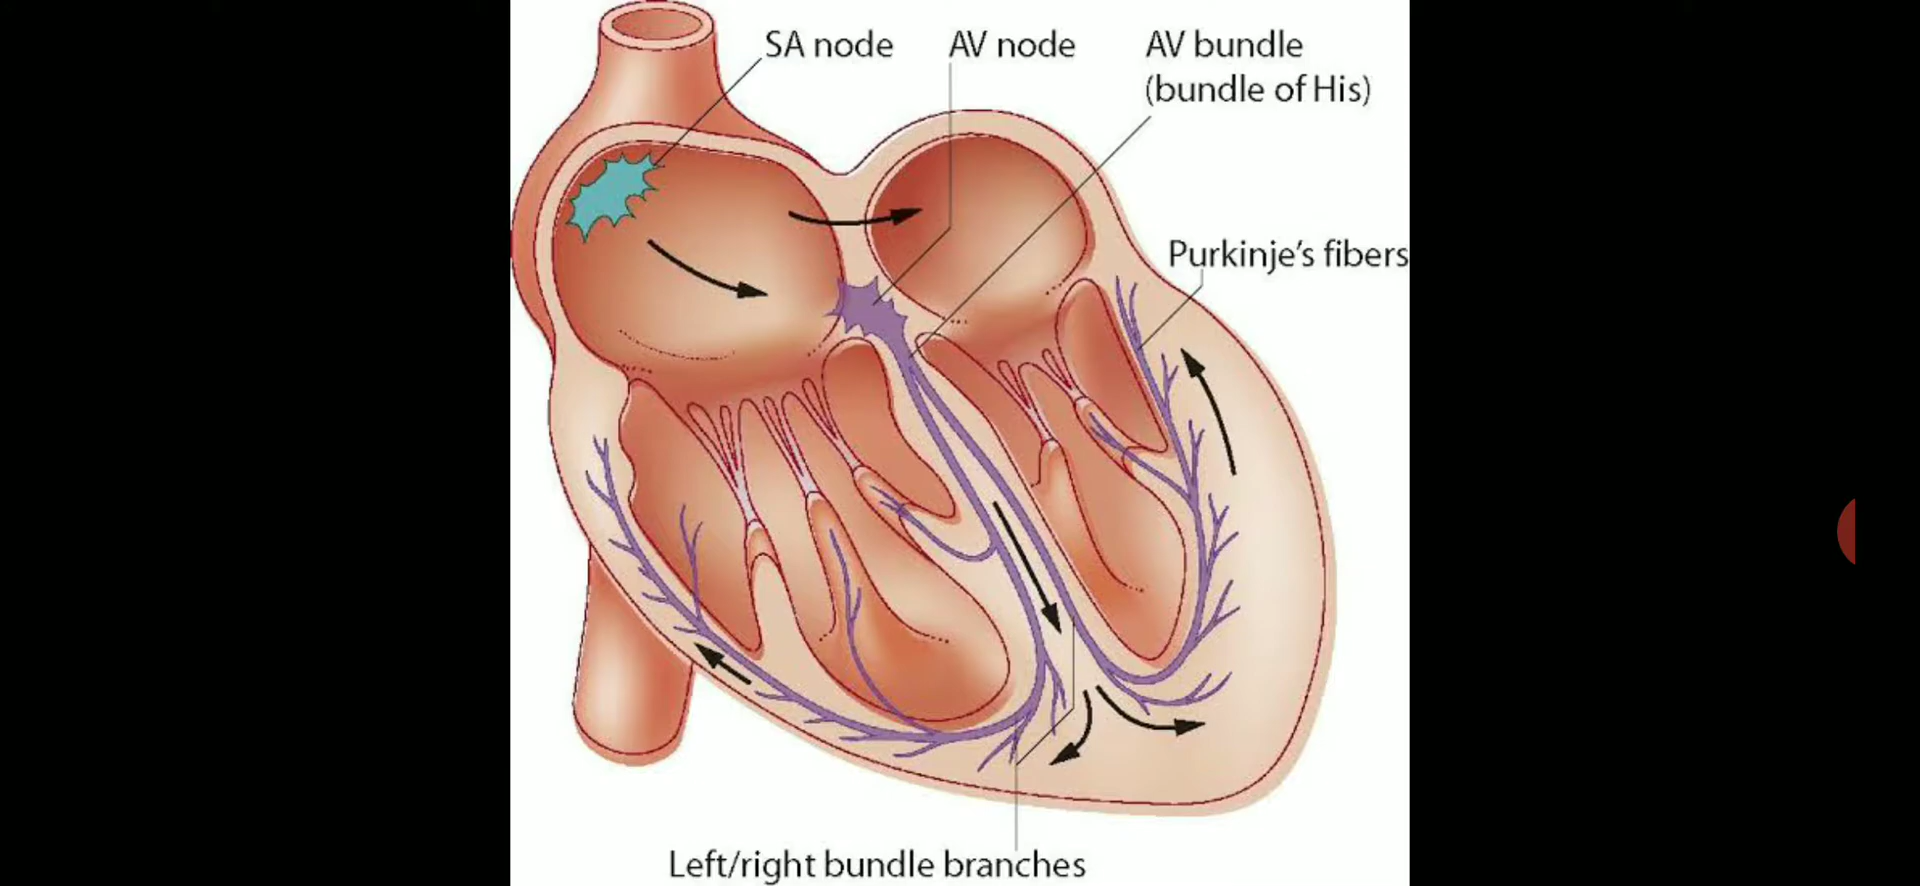 SA node
AV node
AV bundle
(bundle of His)
Purkinje’s fibers
Left/right bundle branches